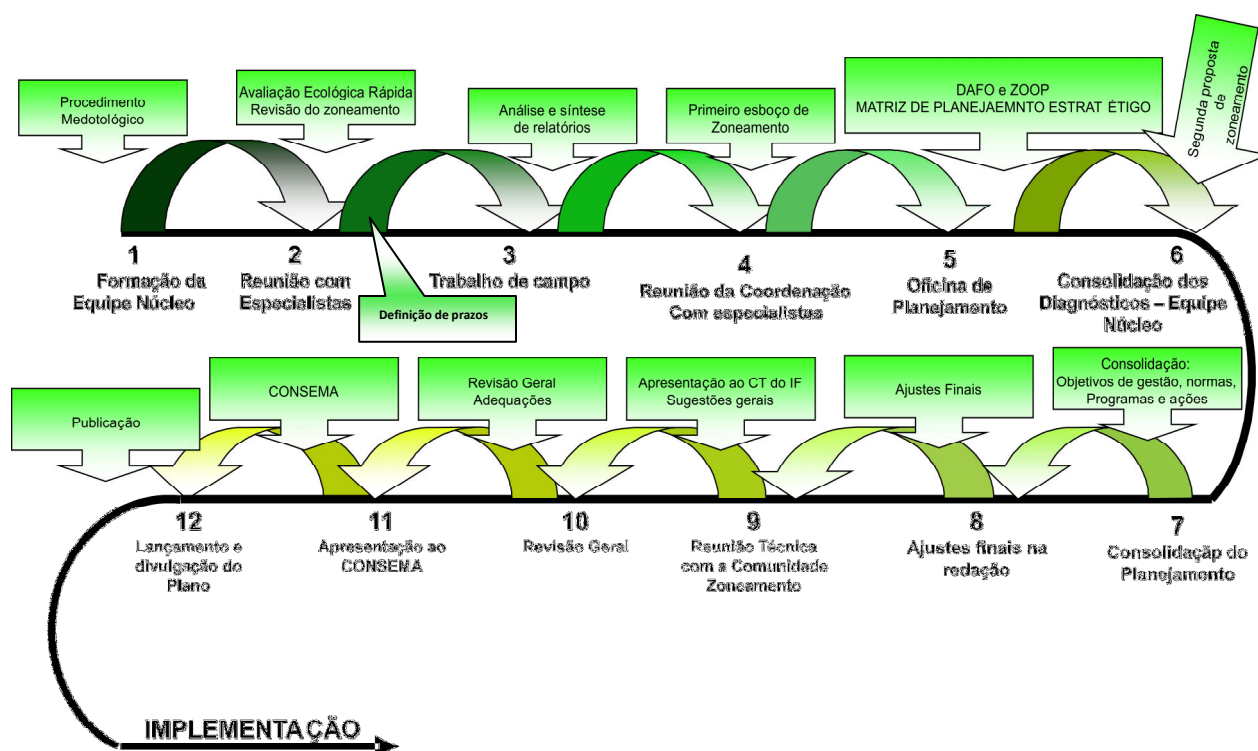 Procedimento
Medotológico
Avaliação Ecológica Rápida
Revisão do zoneamento
Análise e síntese
de relatórios
Primeiro esboço de
Zoneamento
DAFO e ZOOP
MATRIZ DE PLANEJAEMNTO ESTRAT ÉTIGO
Segunda proposta
de
zoneamento
1
Formação da
Equipe Núcleo
2
Reunião com
Especialistas
Definição de prazos
3
Trabalho de campo
4
Reunião da Coordenação
Com especialistas
5
Oficina de
Planejamento
6
Consolidação dos
Diagnósticos – Equipe
Núcleo
Publicação
CONSEMA
Revisão Geral
Adequações
Apresentação ao CT do IF
Sugestões gerais
Ajustes Finais
Consolidação:
Objetivos de gestão, normas,
Programas e ações
12
Lançamento e
divulgação do
Plano
11
Apresentação ao
CONSEMA
10
Revisão Geral
9
Reunião Técnica
com a Comunidade
Zoneamento
8
Ajustes finais na
redação
7
Consolidaçãp do
Planejamento
IMPLEMENTAÇÃO